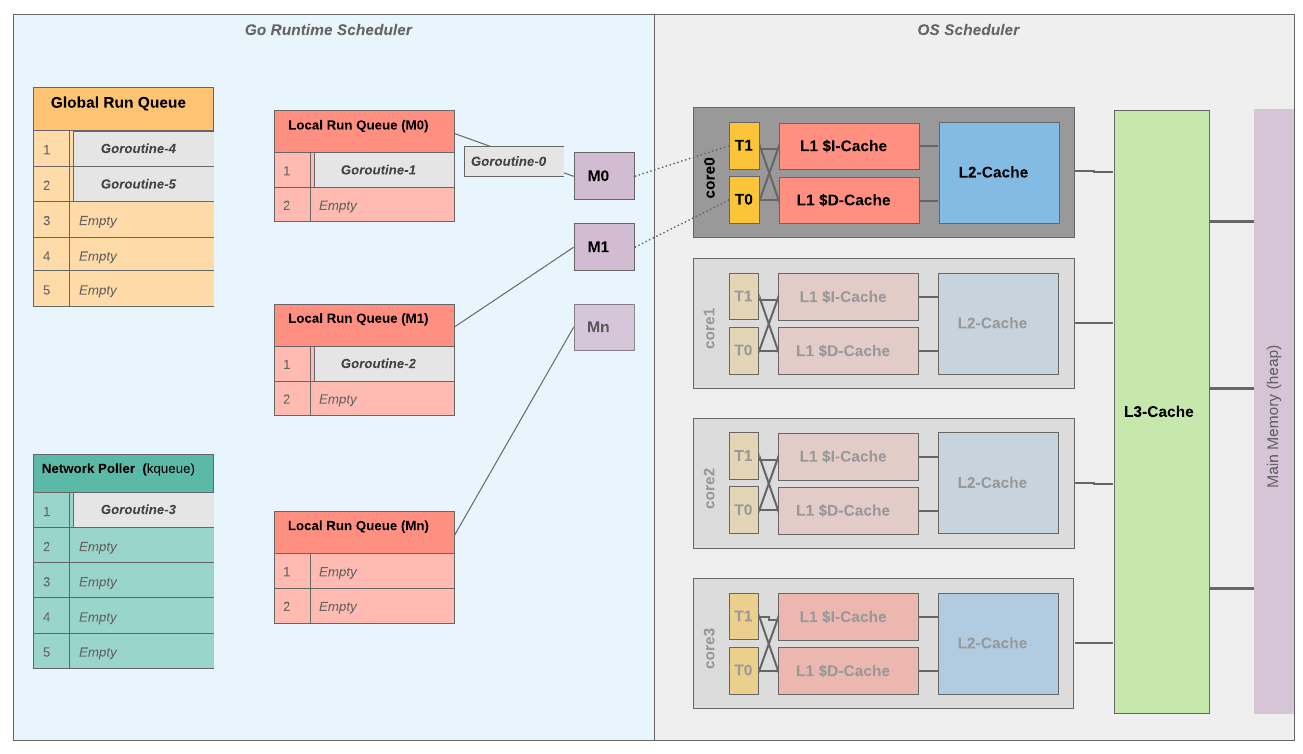 Go Runtime Scheduler
Global Run Queue
1 Goroutine-4
2 Goroutine-5
3 Empty
4 Empty
5 Empty
Network Poller (kqueue)
1 Goroutine-3
2 Empty
3 Empty
4 Empty
5 Empty
Local Run Queue (M0)
1 Goroutine-1
2 Empty
Goroutine-0
Local Run Queue (M1)
1 Goroutine-2
2 Empty
Local Run Queue (Mn)
1 Empty
2 Empty
M0
M1
Mn
OS Scheduler
core0
T1
T0
L1 $I-Cache
L1 $D-Cache
L2-Cache
core1
T1
T0
L1 $I-Cache
L1 $D-Cache
L2-Cache
core2
T1
T0
L1 $I-Cache
L1 $D-Cache
L2-Cache
core3
T1
T0
L1 $I-Cache
L1 $D-Cache
L2-Cache
L3-Cache
Main Memory (heap)